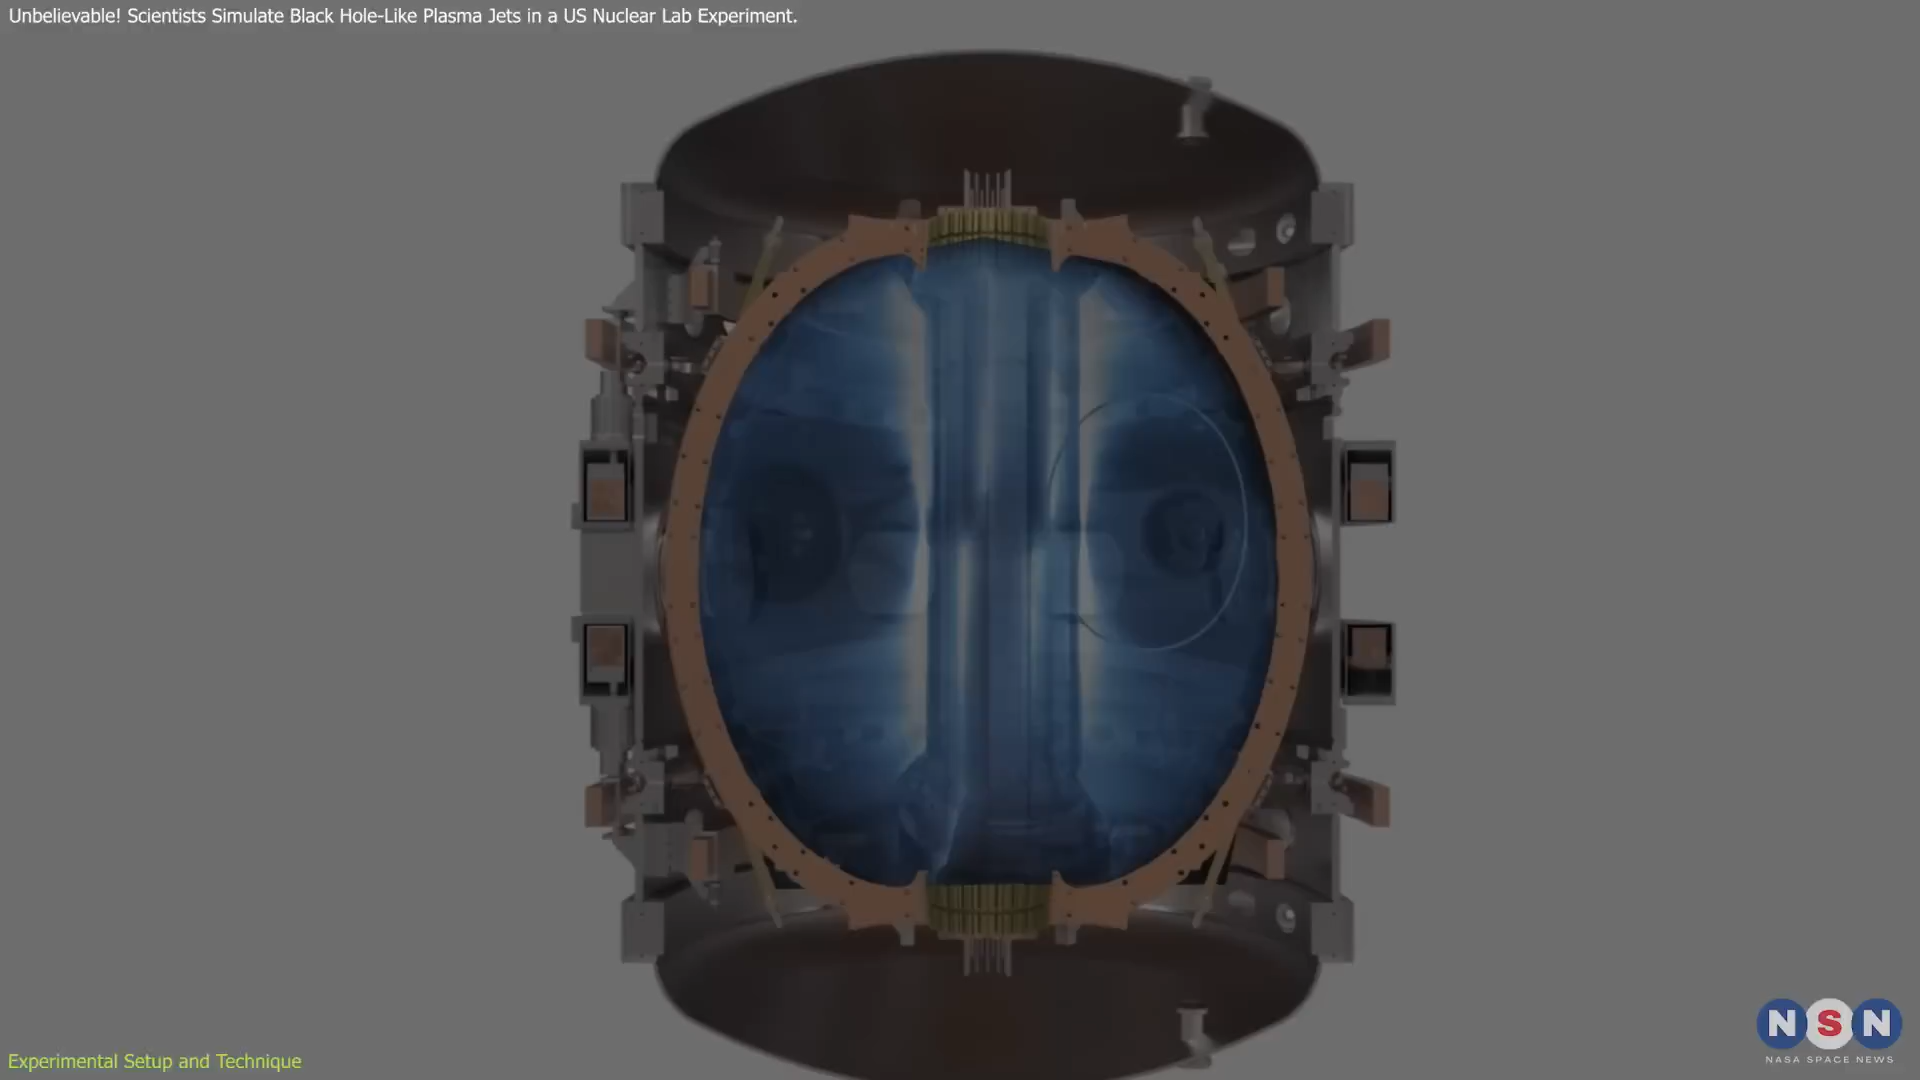 Unbelievable! Scientists Simulate Black Hole-Like Plasma Jets in a US Nuclear Lab Experiment.
Experimental Setup and Technique
NSN
NASA SPACE NEWS